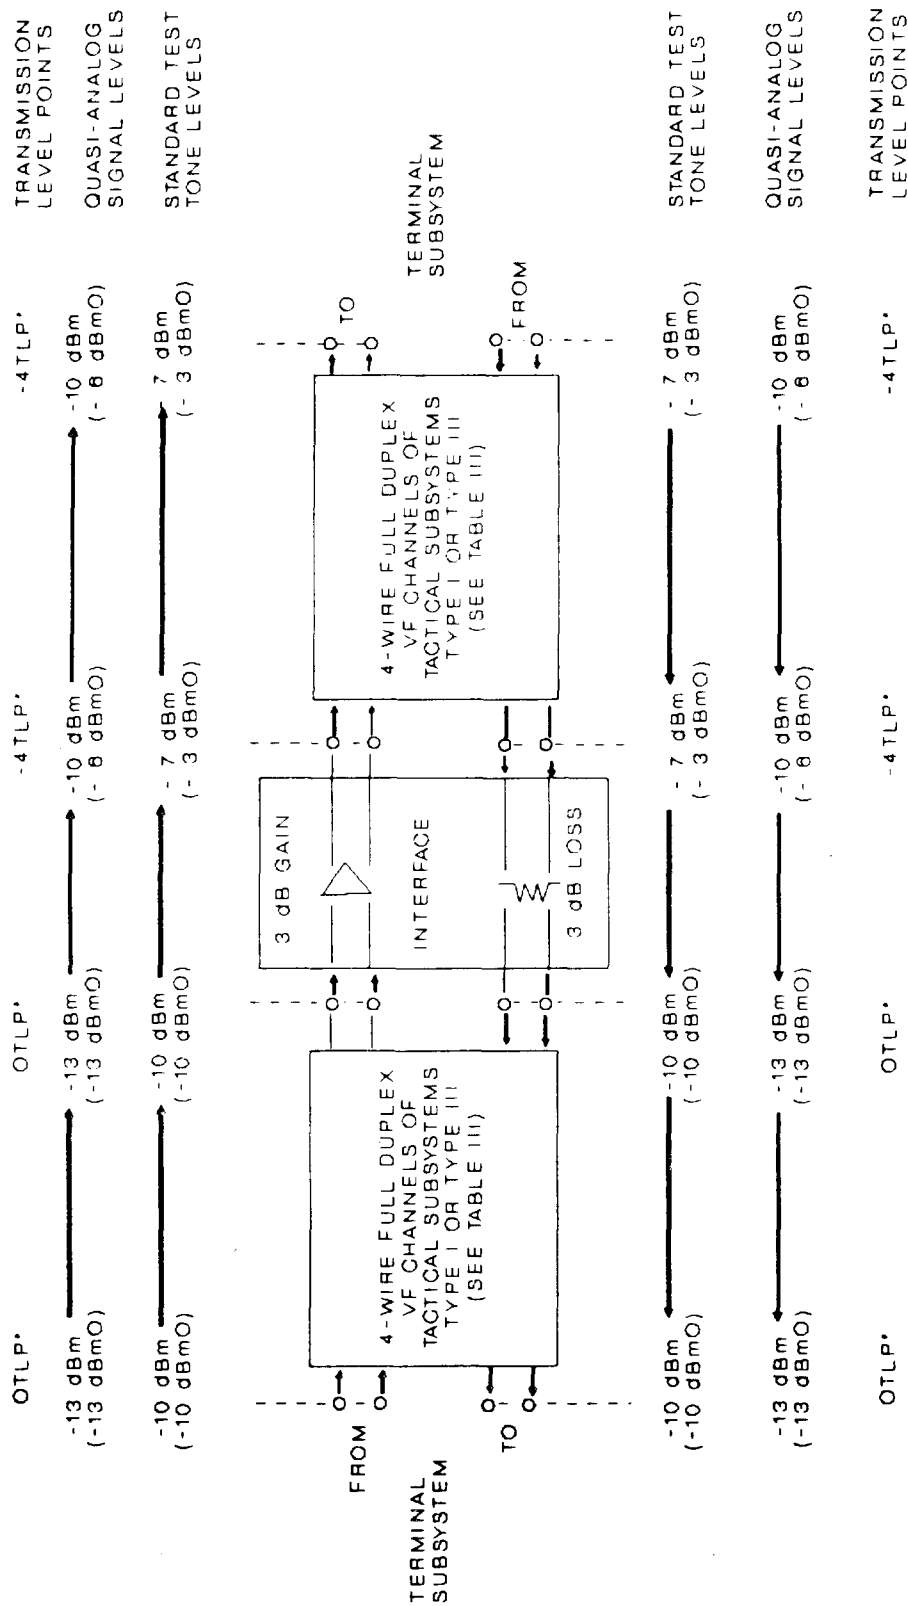 OTLP*
OTLP*
-4TLP*
-4TLP*
TRANSMISSION
LEVEL POINTS
-13 dBm
(-13 dBmO)
-13 dBm
(-13 dBmO)
-10 dBm
(- 6 dBmO)
-10 dBm
(- 6 dBmO)
QUASI-ANALOG
SIGNAL LEVELS
-10 dBm
(-10 dBmO)
-10 dBm
(-10 dBmO)
- 7 dBm
(- 3 dBmO)
- 7 dBm
(- 3 dBmO)
STANDARD TEST
TONE LEVELS
TERMINAL
SUBSYSTEM
FROM
TO
4-WIRE FULL DUPLEX
VF CHANNELS OF
TACTICAL SUBSYSTEMS
TYPE I OR TYPE III
(SEE TABLE III)
3 dB GAIN
INTERFACE
3 dB LOSS
4-WIRE FULL DUPLEX
VF CHANNELS OF
TACTICAL SUBSYSTEMS
TYPE I OR TYPE III
(SEE TABLE III)
TO
FROM
TERMINAL
SUBSYSTEM
-10 dBm
(-10 dBmO)
-10 dBm
(-10 dBmO)
- 7 dBm
(- 3 dBmO)
- 7 dBm
(- 3 dBmO)
STANDARD TEST
TONE LEVELS
-13 dBm
(-13 dBmO)
-13 dBm
(-13 dBmO)
-10 dBm
(- 6 dBmO)
-10 dBm
(- 6 dBmO)
QUASI-ANALOG
SIGNAL LEVELS
OTLP*
OTLP*
-4TLP*
-4TLP*
TRANSMISSION
LEVEL POINTS